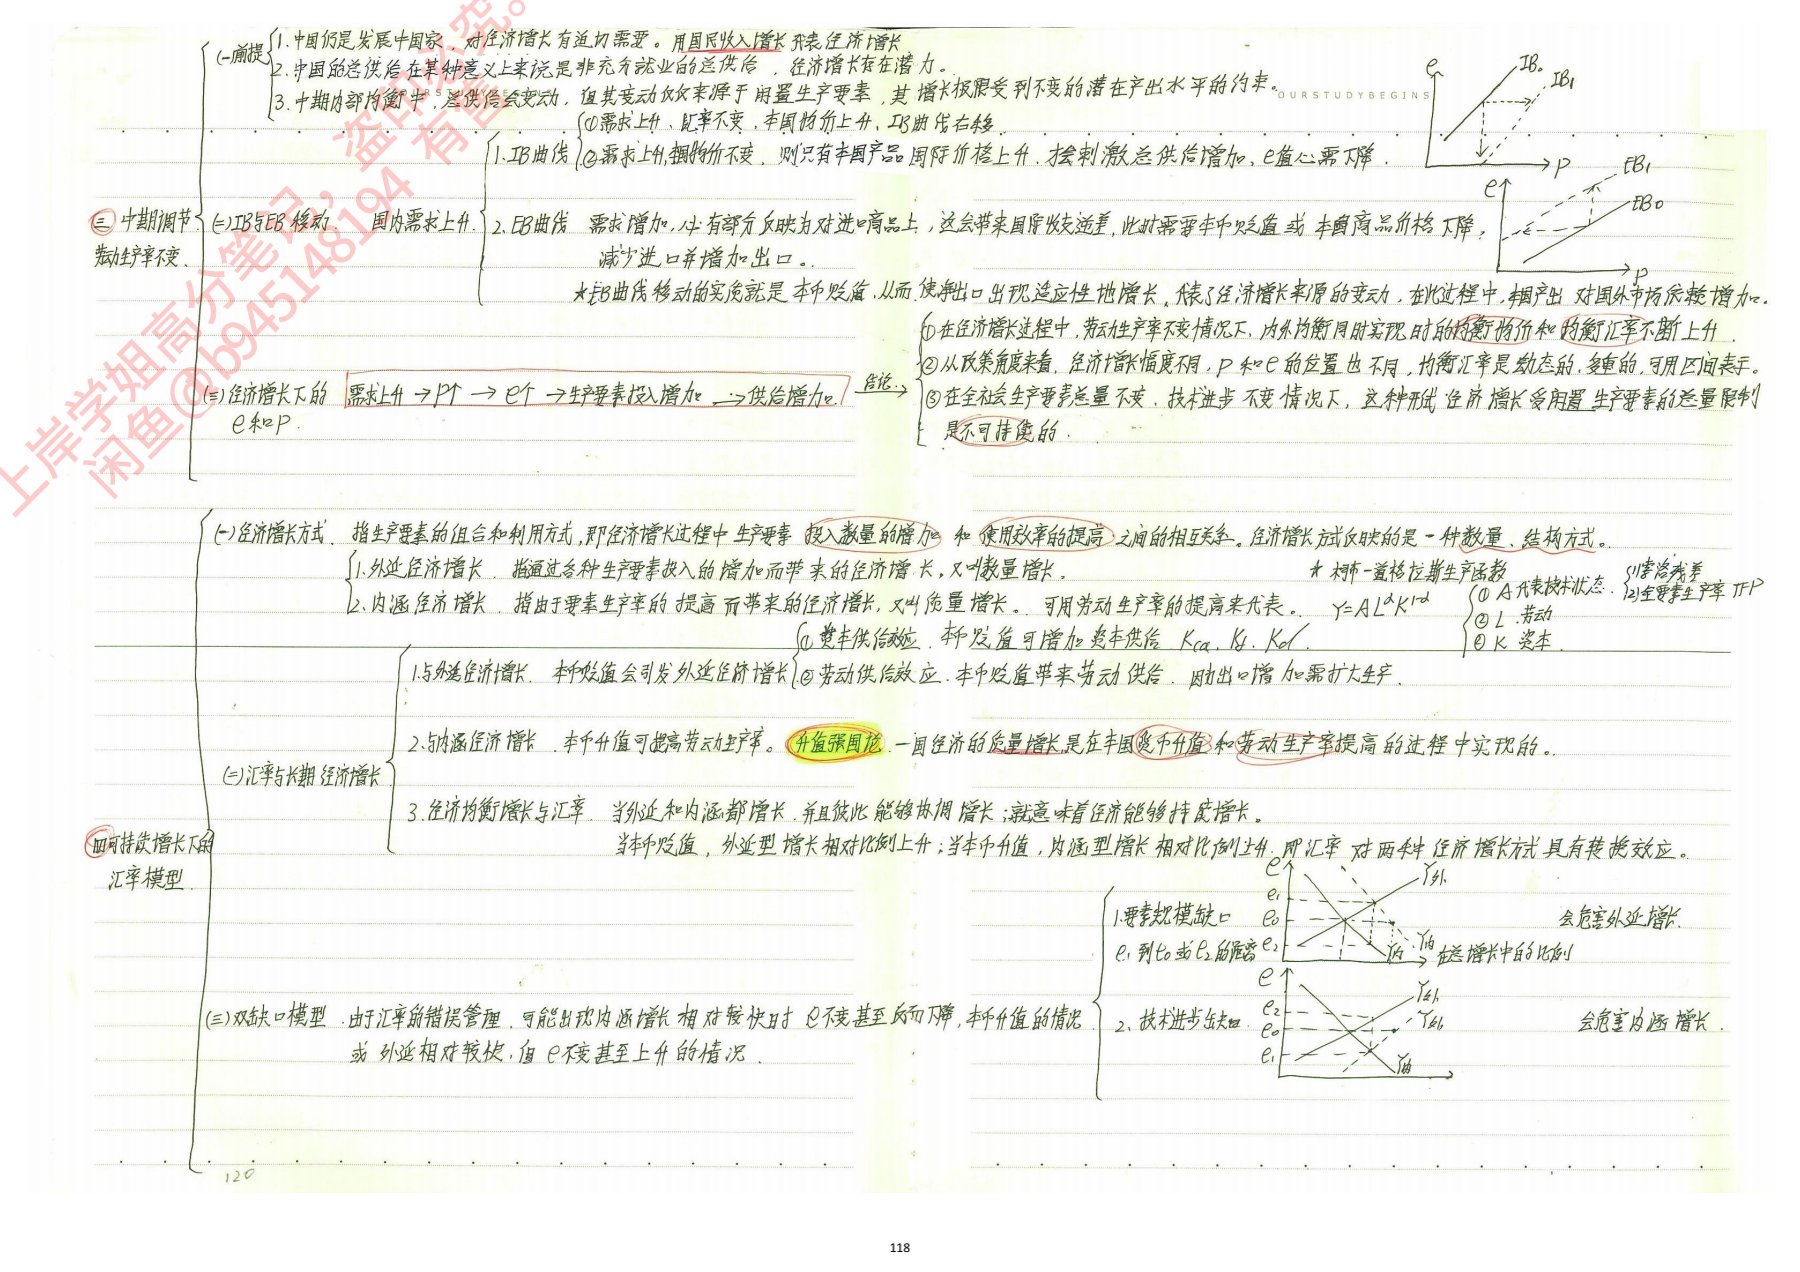 (一)前提
1.中国仍是发展中国家、对经济增长有迫切需要。用国民收入增长代表经济增长
2.中国的总供给在某种意义上来说是非充分就业的总供给，经济增长存在潜力。
3.中期内部均衡中，总供给会变动，但其变动仅仅来源于闲置生产要素，其增长极限受到不变的潜在产出水平的约束。
OURSTUDYBEGINS
三 中期调节
劳动生产率不变
(二)IB与EB移动 国内需求上升
1.IB曲线
①需求上升、汇率不变、本国物价上升、IB曲线右移
②需求上升,物价不变，则只有本国产品国际价格上升，才会刺激总供给增加、e值必需下降.
2.EB曲线 需求增加,必有部分反映为对进口商品上，这会带来国际收支逆差,此时需要本币贬值或本国商品价格下降，
减少进口并增加出口。
★EB曲线移动的实质就是本币贬值,从而使净出口出现适应性地增长、代表了经济增长来源的变动，在此过程中,本国产出对国外市场依赖增加。
e IB₀ IB₁ P
e EB₁ EB₀ P
(三)经济增长下的
e和P.
需求上升→P↑→e↑→生产要素投入增加→供给增加.
结论→
①在经济增长过程中，劳动生产率不变情况下，内外均衡同时实现时的均衡物价和均衡汇率不断上升.
②从政策角度来看，经济增长幅度不同，P和e的位置也不同，均衡汇率是动态的,多重的,可用区间表示。
③在全社会生产要素总量不变、技术进步不变情况下，这种形式经济增长受闲置生产要素的总量限制
是不可持续的.
四 可持续增长下的
汇率模型
(一)经济增长方式 指生产要素的组合和利用方式,即经济增长过程中生产要素投入数量的增加和使用效率的提高之间的相互关系。经济增长方式反映的是一种数量、结构方式。
1.外延经济增长 指通过各种生产要素投入的增加而带来的经济增长，又叫数量增长。
2.内涵经济增长 指由于要素生产率的提高而带来的经济增长,又叫质量增长。可用劳动生产率的提高来代表。
★柯布-道格拉斯生产函数
Y=ALᵅK¹⁻ᵅ
①A代表技术状态.
(1)索洛残差
(2)全要素生产率TFP
②L 劳动
③K 资本.
(二)汇率与长期经济增长
1.与外延经济增长 本币贬值会引发外延经济增长
①资本供给效应 本币贬值可增加资本供给
②劳动供给效应.本币贬值带来劳动供给 因为出口增加需扩大生产.
2.与内涵经济增长 本币升值可提高劳动生产率。升值强国论 一国经济的质量增长,是在本国货币升值和劳动生产率提高的过程中实现的。
3.经济均衡增长与汇率 当外延和内涵都增长,并且彼此能够协调增长;就意味着经济能够持度增长。
当本币贬值，外延型增长相对比例上升;当本币升值，内涵型增长相对比例上升.即汇率对两种经济增长方式具有转换效应。
(三)双缺口模型 由于汇率的错误管理，可能出现内涵增长相对较快时e不变甚至反而下降,本币升值的情况
或外延相对较快,但e不变甚至上升的情况.
1.要素规模缺口
e₁到e₀或e₂的距离
e e₁ e₀ e₂ Y外 Y内 Y内
在总增长中的比例
会危害外延增长.
2、技术进步缺口.
e e₂ e₀ e₁ Y外 Y外 Y内
会危害内涵增长.
120
上岸学姐高分笔记，盗印必究。
闲鱼@b945148194
118